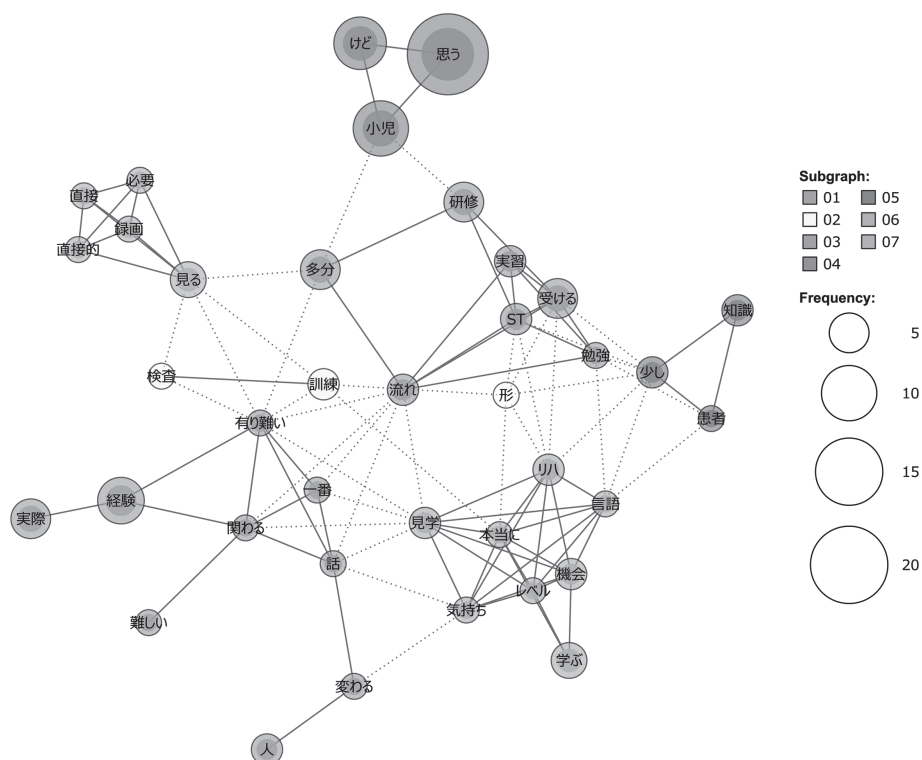 けど
思う
小児
必要
直接
録画
直接的
見る
研修
多分
実習
受ける
ST
勉強
知識
少し
患者
検査
訓練
流れ
形
有り難い
一番
経験
実際
関わる
話
難しい
変わる
人
リハ
言語
見学
本当に
機会
レベル
気持ち
学ぶ
Subgraph:
01 05
02 06
03 07
04
Frequency:
5
10
15
20